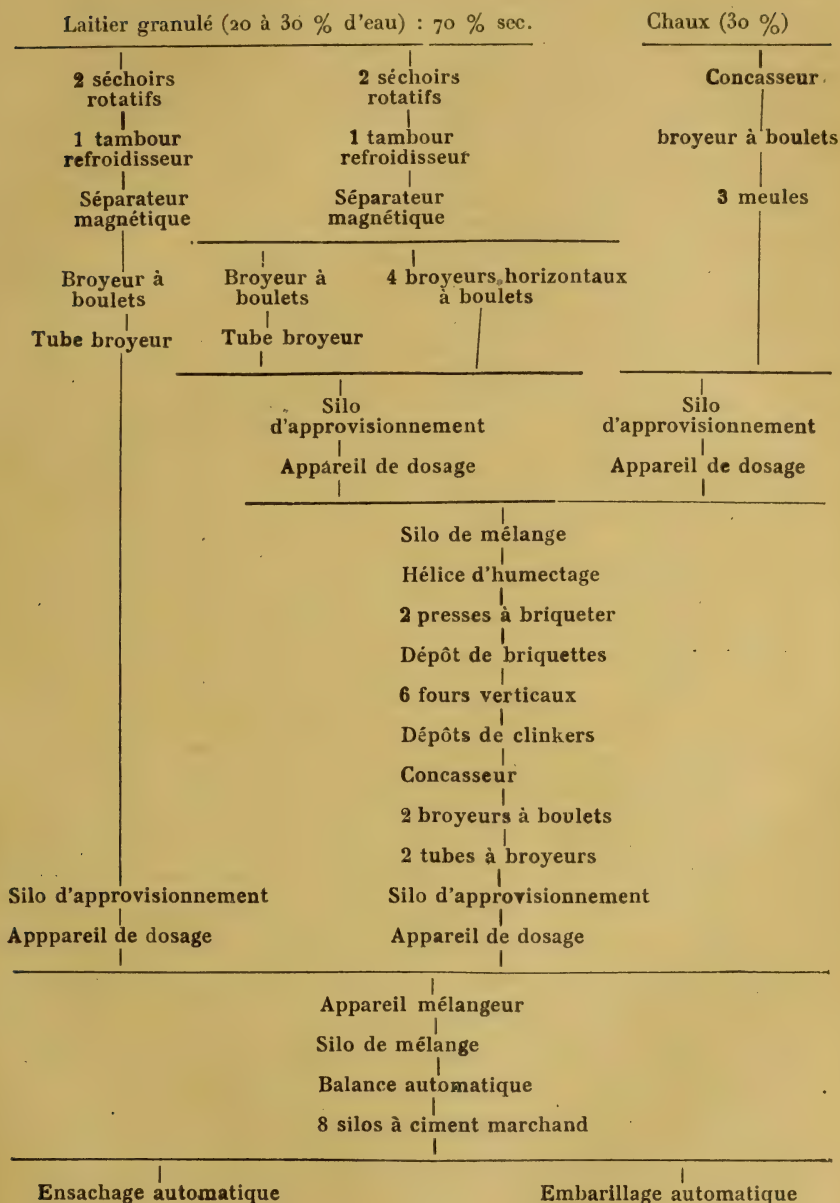 Laitier granulé (20 à 30 % d'eau) : 70 % sec. Chaux (30 %)
2 séchoirs rotatifs
2 séchoirs rotatifs
Concasseur
1 tambour refroidisseur
1 tambour refroidisseur
broyeur à boulets
Séparateur magnétique
Séparateur magnétique
3 meules
Broyeur à boulets
Broyeur à boulets
4 broyeurs horizontaux à boulets
Tube broyeur
Tube broyeur
Silo d'approvisionnement
Silo d'approvisionnement
Appareil de dosage
Appareil de dosage
Silo de mélange
Hélice d'humectage
2 presses à briqueter
Dépôt de briquettes
6 fours verticaux
Dépôts de clinkers
Concasseur
2 broyeurs à boulets
2 tubes à broyeurs
Silo d'approvisionnement
Silo d'approvisionnement
Apppareil de dosage
Appareil de dosage
Appareil mélangeur
Silo de mélange
Balance automatique
8 silos à ciment marchand
Ensachage automatique
Embarillage automatique